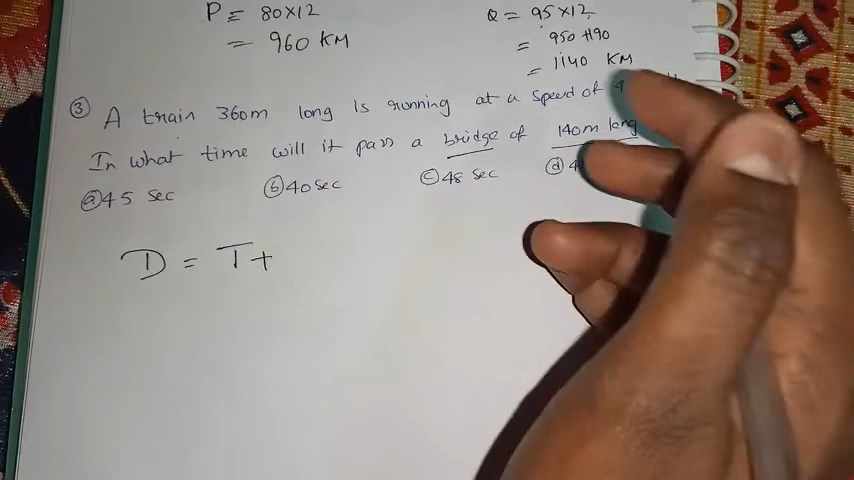 P = 80×12
= 960 KM
Q = 95×12
= 950+190
= 1140 KM
③ A train 360m long is running at a speed of
In what time will it pass a bridge of 140m long
ⓐ 45 sec ⓑ 40 sec ⓒ 48 sec ⓓ
D = T+